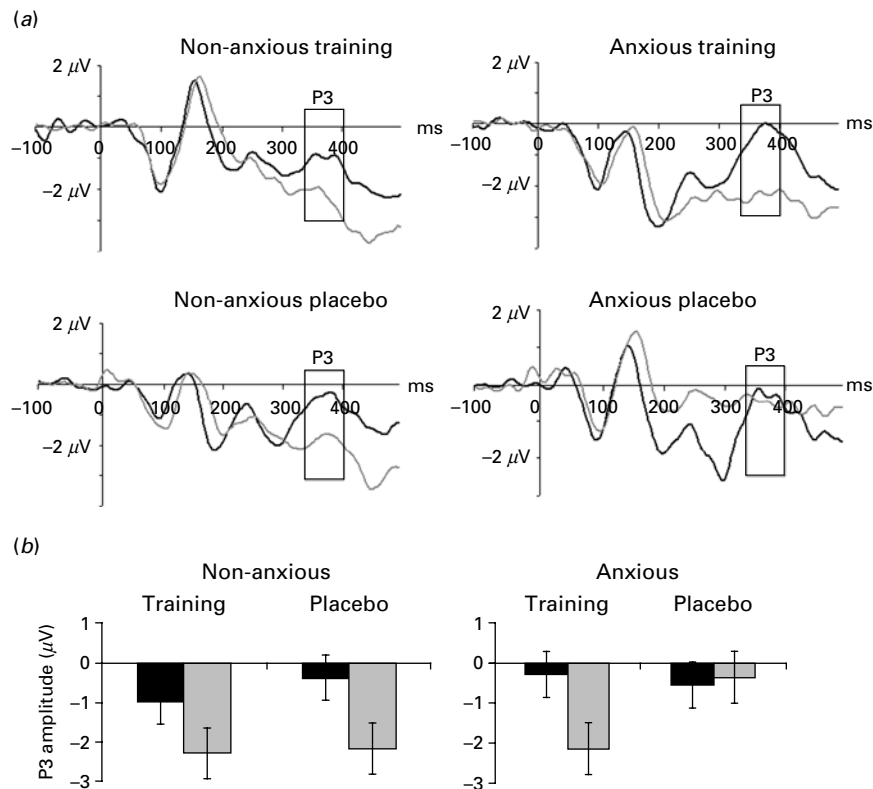 (a)
Non-anxious training
2 μV
P3
ms
−100 0 100 200 300 400
−2 μV
Anxious training
2 μV
P3
ms
−100 0 100 200 300 400
−2 μV
Non-anxious placebo
2 μV
P3
ms
−100 0 100 200 300 400
−2 μV
Anxious placebo
2 μV
P3
ms
−100 0 100 200 300 400
−2 μV
(b)
Non-anxious
Training Placebo
P3 amplitude (μV)
1
0
−1
−2
−3
Anxious
Training Placebo
1
0
−1
−2
−3